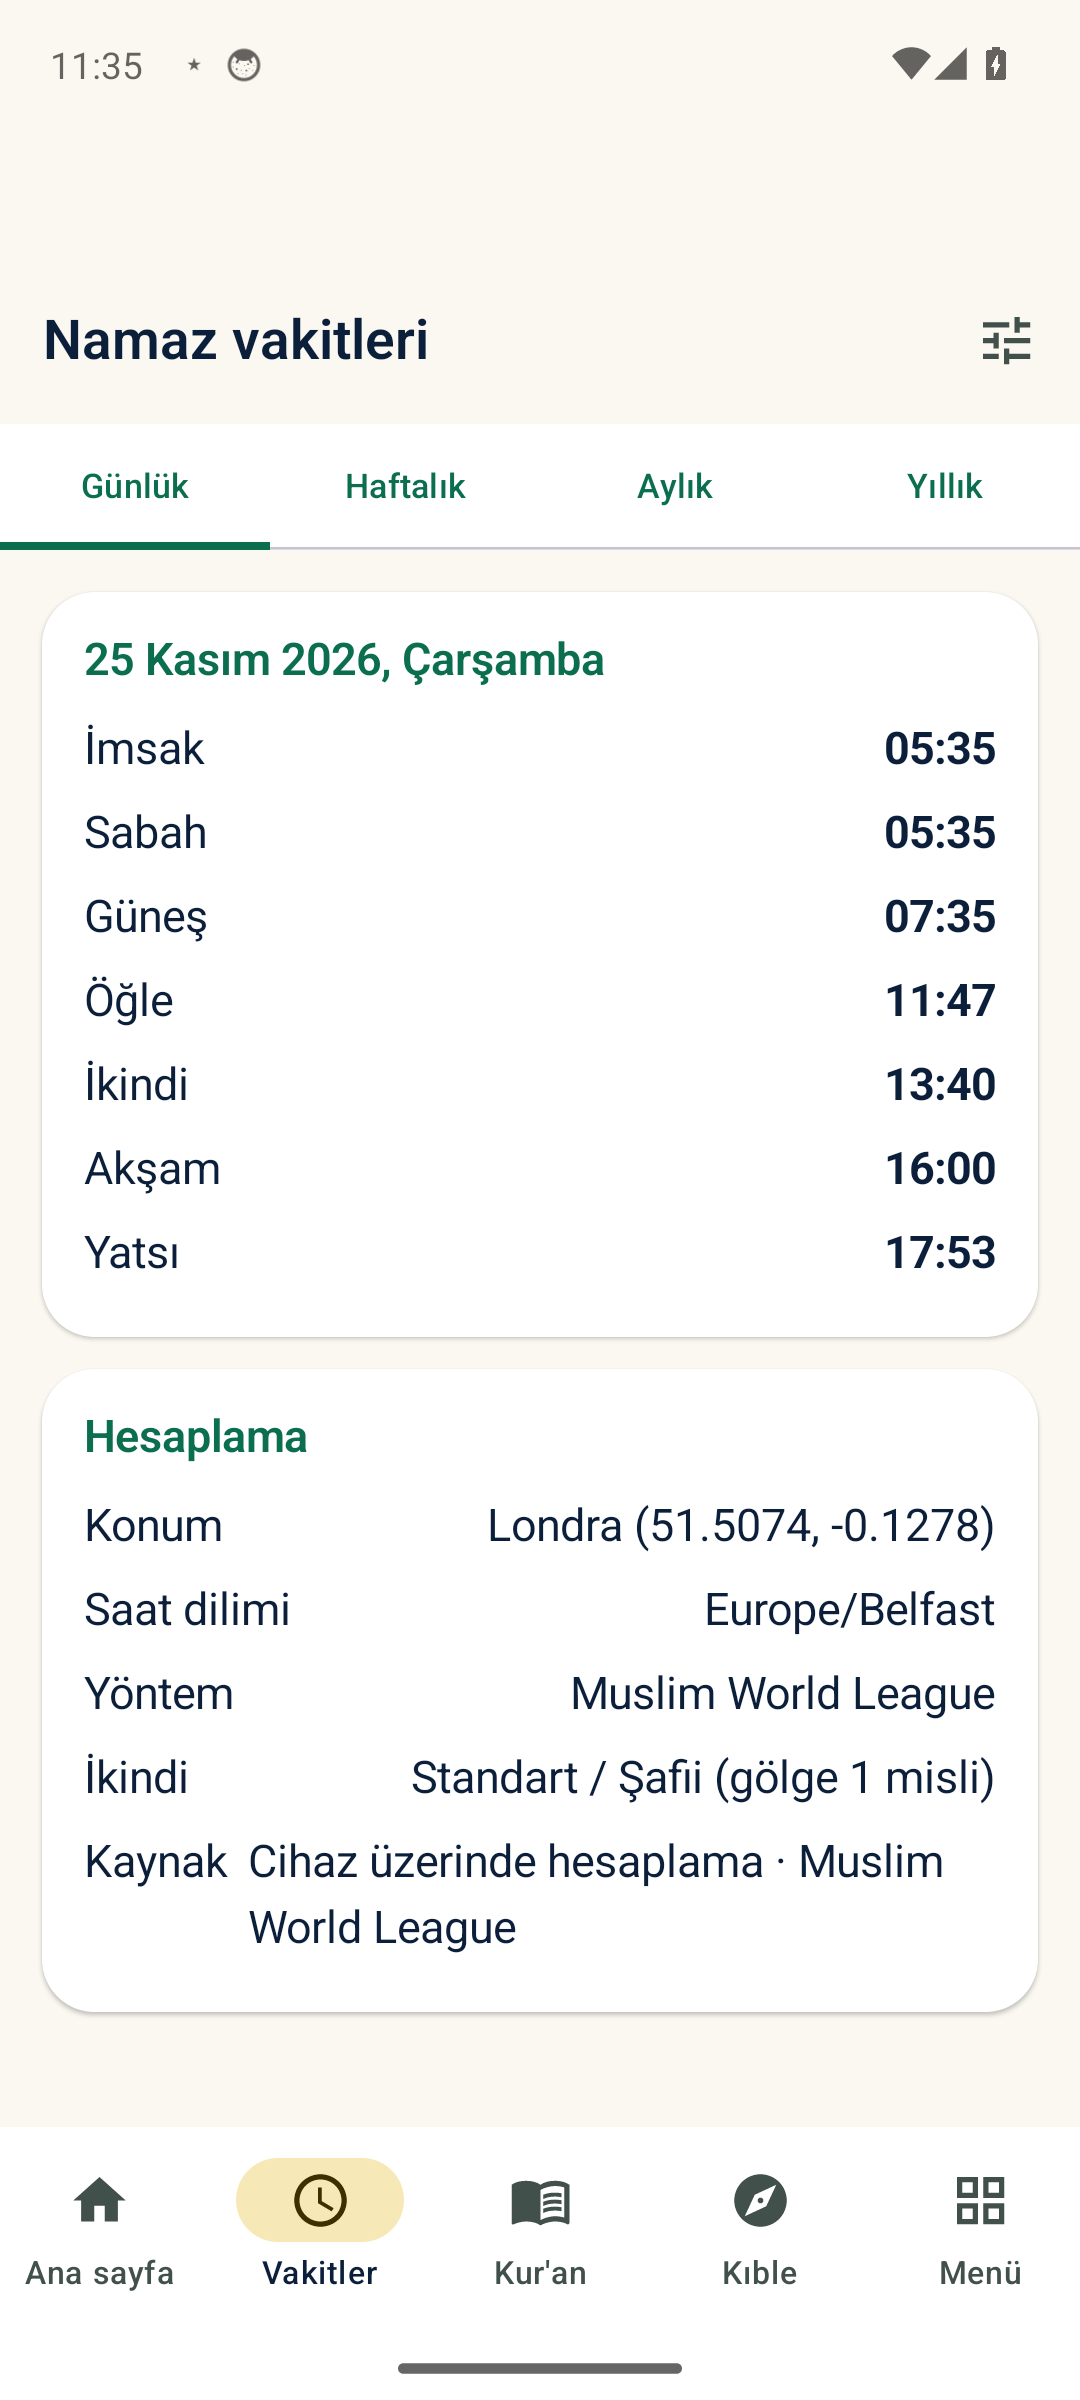 11:35
Namaz vakitleri
Günlük Haftalık Aylık Yıllık
25 Kasım 2026, Çarşamba
İmsak 05:35
Sabah 05:35
Güneş 07:35
Öğle 11:47
İkindi 13:40
Akşam 16:00
Yatsı 17:53
Hesaplama
Konum Londra (51.5074, -0.1278)
Saat dilimi Europe/Belfast
Yöntem Muslim World League
İkindi Standart / Şafii (gölge 1 misli)
Kaynak Cihaz üzerinde hesaplama · Muslim
World League
Ana sayfa Vakitler Kur'an Kıble Menü